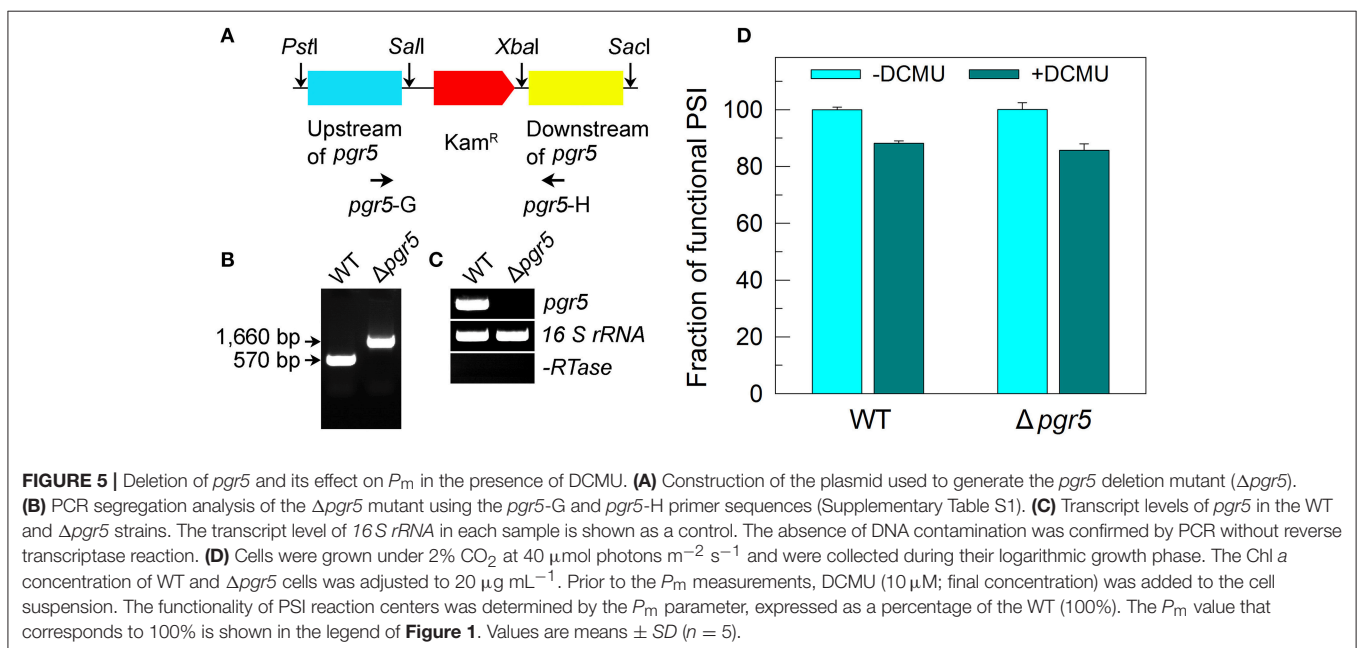 A
PstI SalI XbaI SacI
Upstream of pgr5
Kam^R
Downstream of pgr5
pgr5-G
pgr5-H
B
WT Δpgr5
1,660 bp
570 bp
C
WT Δpgr5
pgr5
16 S rRNA
-RTase
D
-DCMU +DCMU
Fraction of functional PSI
100
80
60
40
20
0
WT Δpgr5
FIGURE 5 | Deletion of pgr5 and its effect on Pm in the presence of DCMU. (A) Construction of the plasmid used to generate the pgr5 deletion mutant (Δpgr5).
(B) PCR segregation analysis of the Δpgr5 mutant using the pgr5-G and pgr5-H primer sequences (Supplementary Table S1). (C) Transcript levels of pgr5 in the WT
and Δpgr5 strains. The transcript level of 16S rRNA in each sample is shown as a control. The absence of DNA contamination was confirmed by PCR without reverse
transcriptase reaction. (D) Cells were grown under 2% CO₂ at 40 μmol photons m⁻² s⁻¹ and were collected during their logarithmic growth phase. The Chl a
concentration of WT and Δpgr5 cells was adjusted to 20 μg mL⁻¹. Prior to the Pm measurements, DCMU (10 μM; final concentration) was added to the cell
suspension. The functionality of PSI reaction centers was determined by the Pm parameter, expressed as a percentage of the WT (100%). The Pm value that
corresponds to 100% is shown in the legend of Figure 1. Values are means ± SD (n = 5).